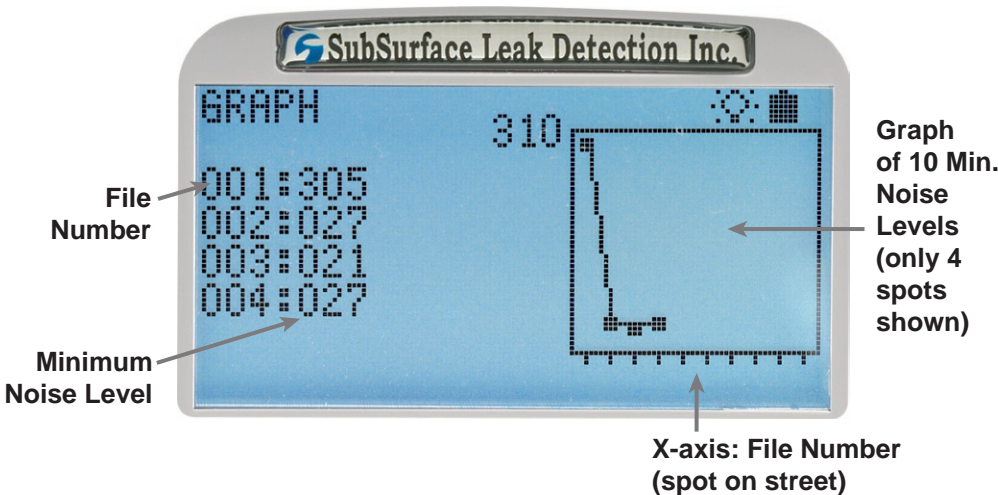 SubSurface Leak Detection Inc.
GRAPH
310
001:305
002:027
003:021
004:027
File
Number
Minimum
Noise Level
Graph
of 10 Min.
Noise
Levels
(only 4
spots
shown)
X-axis: File Number
(spot on street)